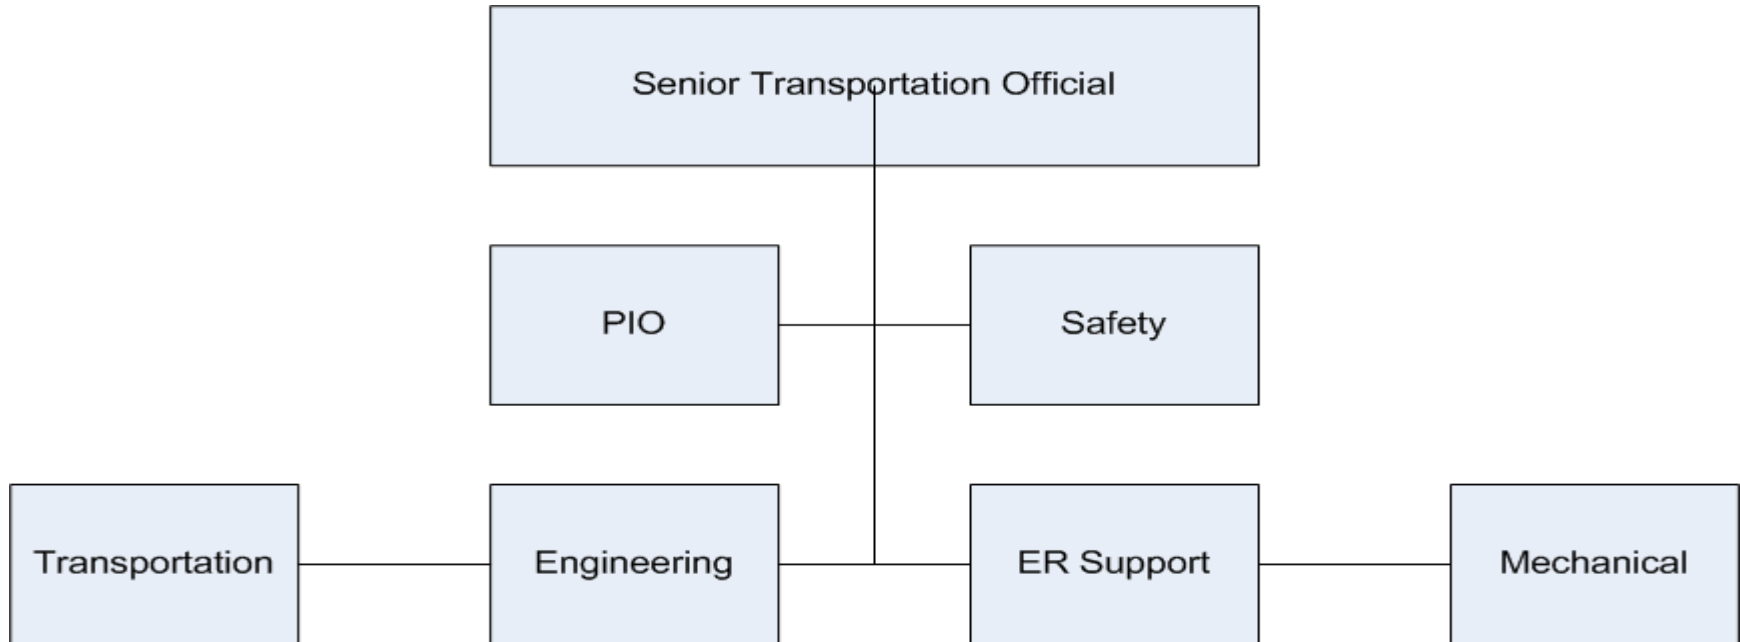 Senior Transportation Official
PIO
Safety
Transportation
Engineering
ER Support
Mechanical